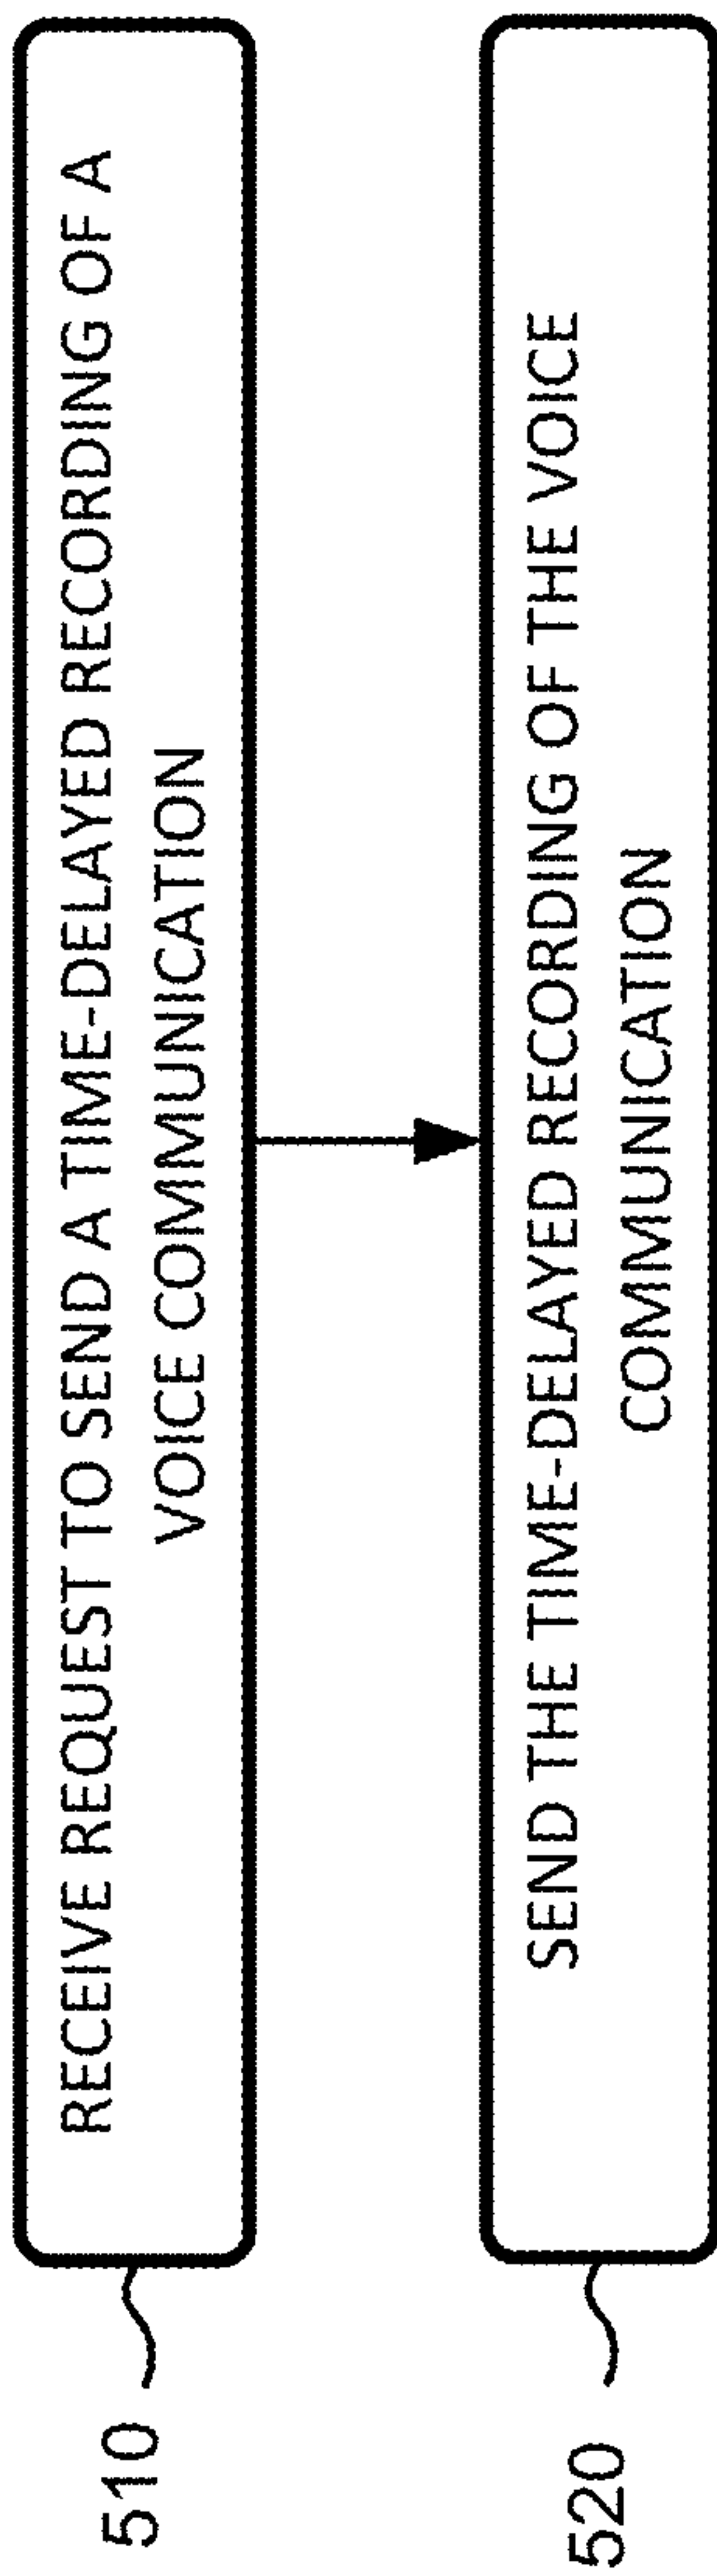 510
RECEIVE REQUEST TO SEND A TIME-DELAYED RECORDING OF A
VOICE COMMUNICATION
520
SEND THE TIME-DELAYED RECORDING OF THE VOICE
COMMUNICATION